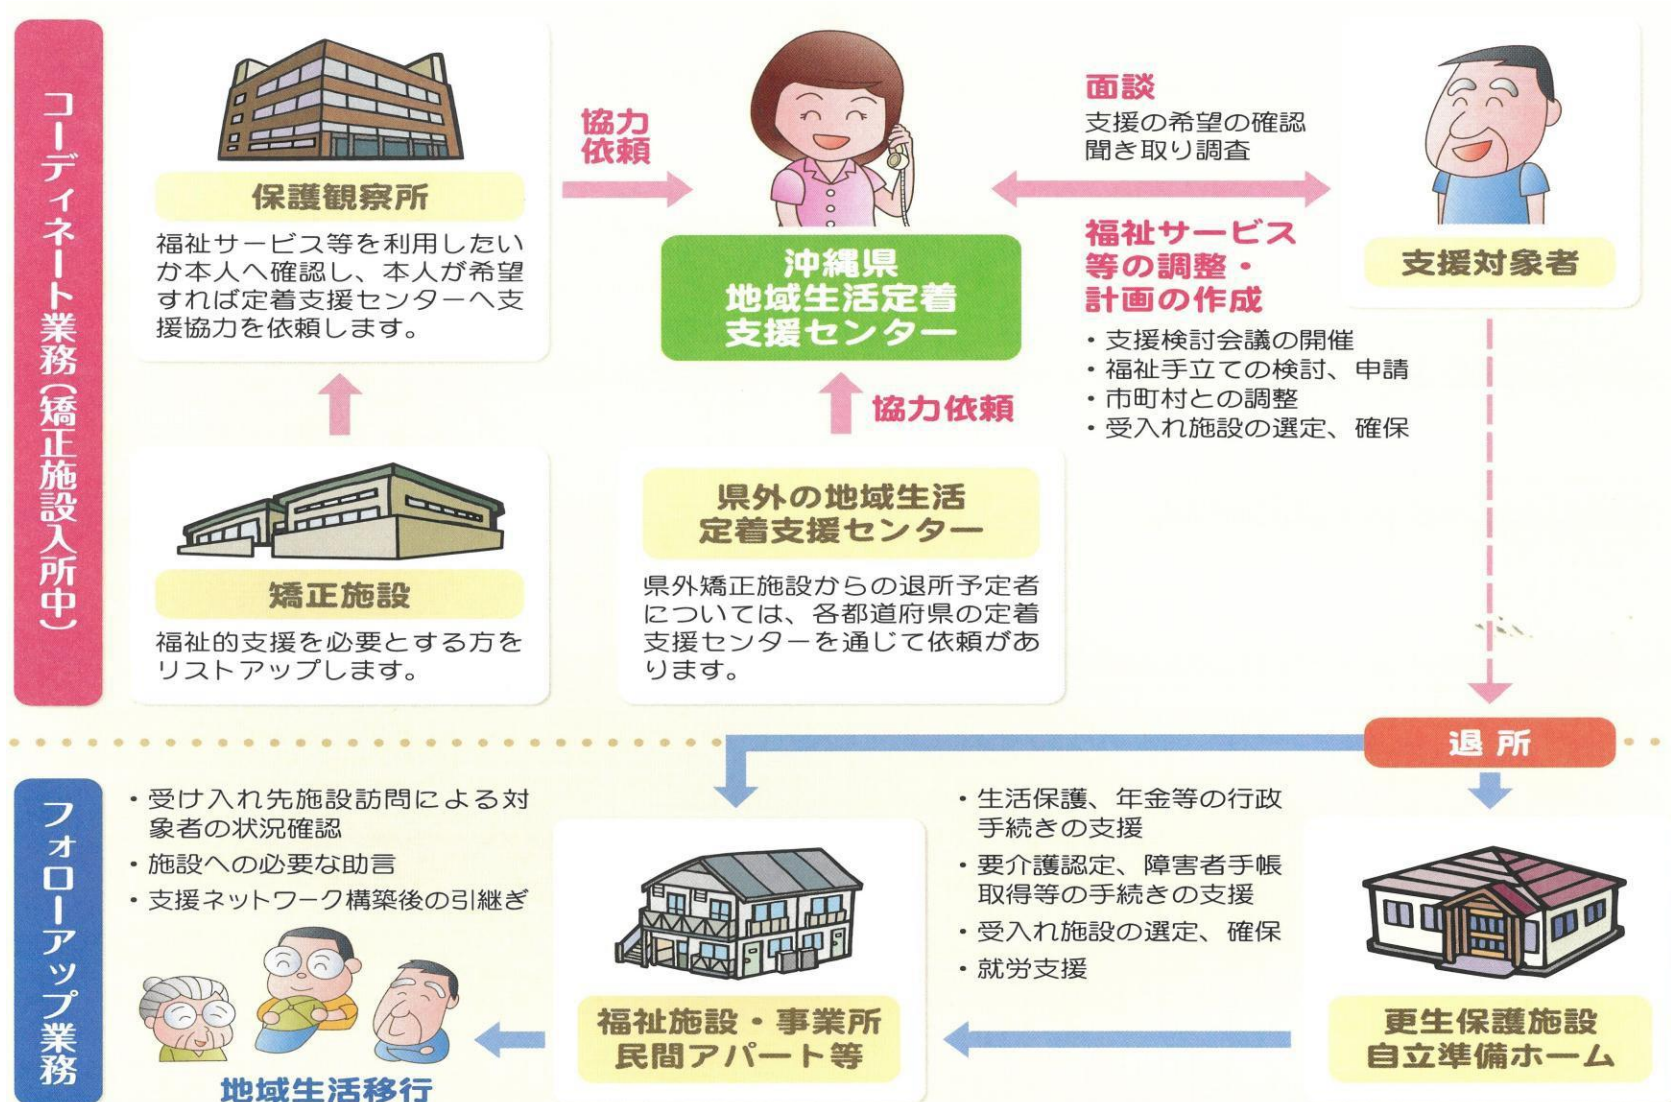 コーディネート業務(矯正施設入所中)
保護観察所
福祉サービス等を利用したい
か本人へ確認し、本人が希望
すれば定着支援センターへ支
援協力を依頼します。
矯正施設
福祉的支援を必要とする方を
リストアップします。
協力
依頼
沖縄県
地域生活定着
支援センター
協力依頼
県外の地域生活
定着支援センター
県外矯正施設からの退所予定者
については、各都道府県の定着
支援センターを通じて依頼があ
ります。
面談
支援の希望の確認
聞き取り調査
福祉サービス
等の調整・
計画の作成
・支援検討会議の開催
・福祉手立ての検討、申請
・市町村との調整
・受入れ施設の選定、確保
支援対象者
退所
フォローアップ業務
・受け入れ先施設訪問による対
象者の状況確認
・施設への必要な助言
・支援ネットワーク構築後の引継ぎ
地域生活移行
福祉施設・事業所
民間アパート等
・生活保護、年金等の行政
手続きの支援
・要介護認定、障害者手帳
取得等の手続きの支援
・受入れ施設の選定、確保
・就労支援
更生保護施設
自立準備ホーム